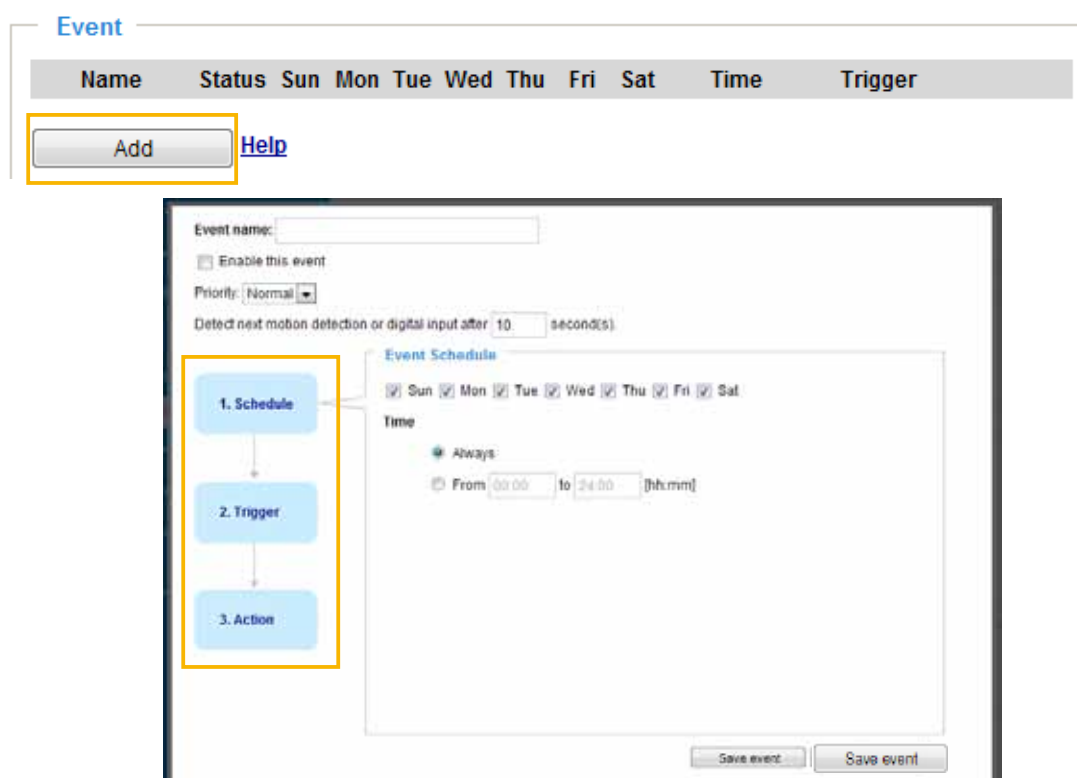 Event
Name Status Sun Mon Tue Wed Thu Fri Sat Time Trigger
Add Help
Event name:
Enable this event
Priority: Normal
Detect next motion detection or digital input after 10 second(s).
Event Schedule
1. Schedule
Sun Mon Tue Wed Thu Fri Sat
Time
Always
From 00:00 to 24:00 [hh:mm]
2. Trigger
3. Action
Save event Save event